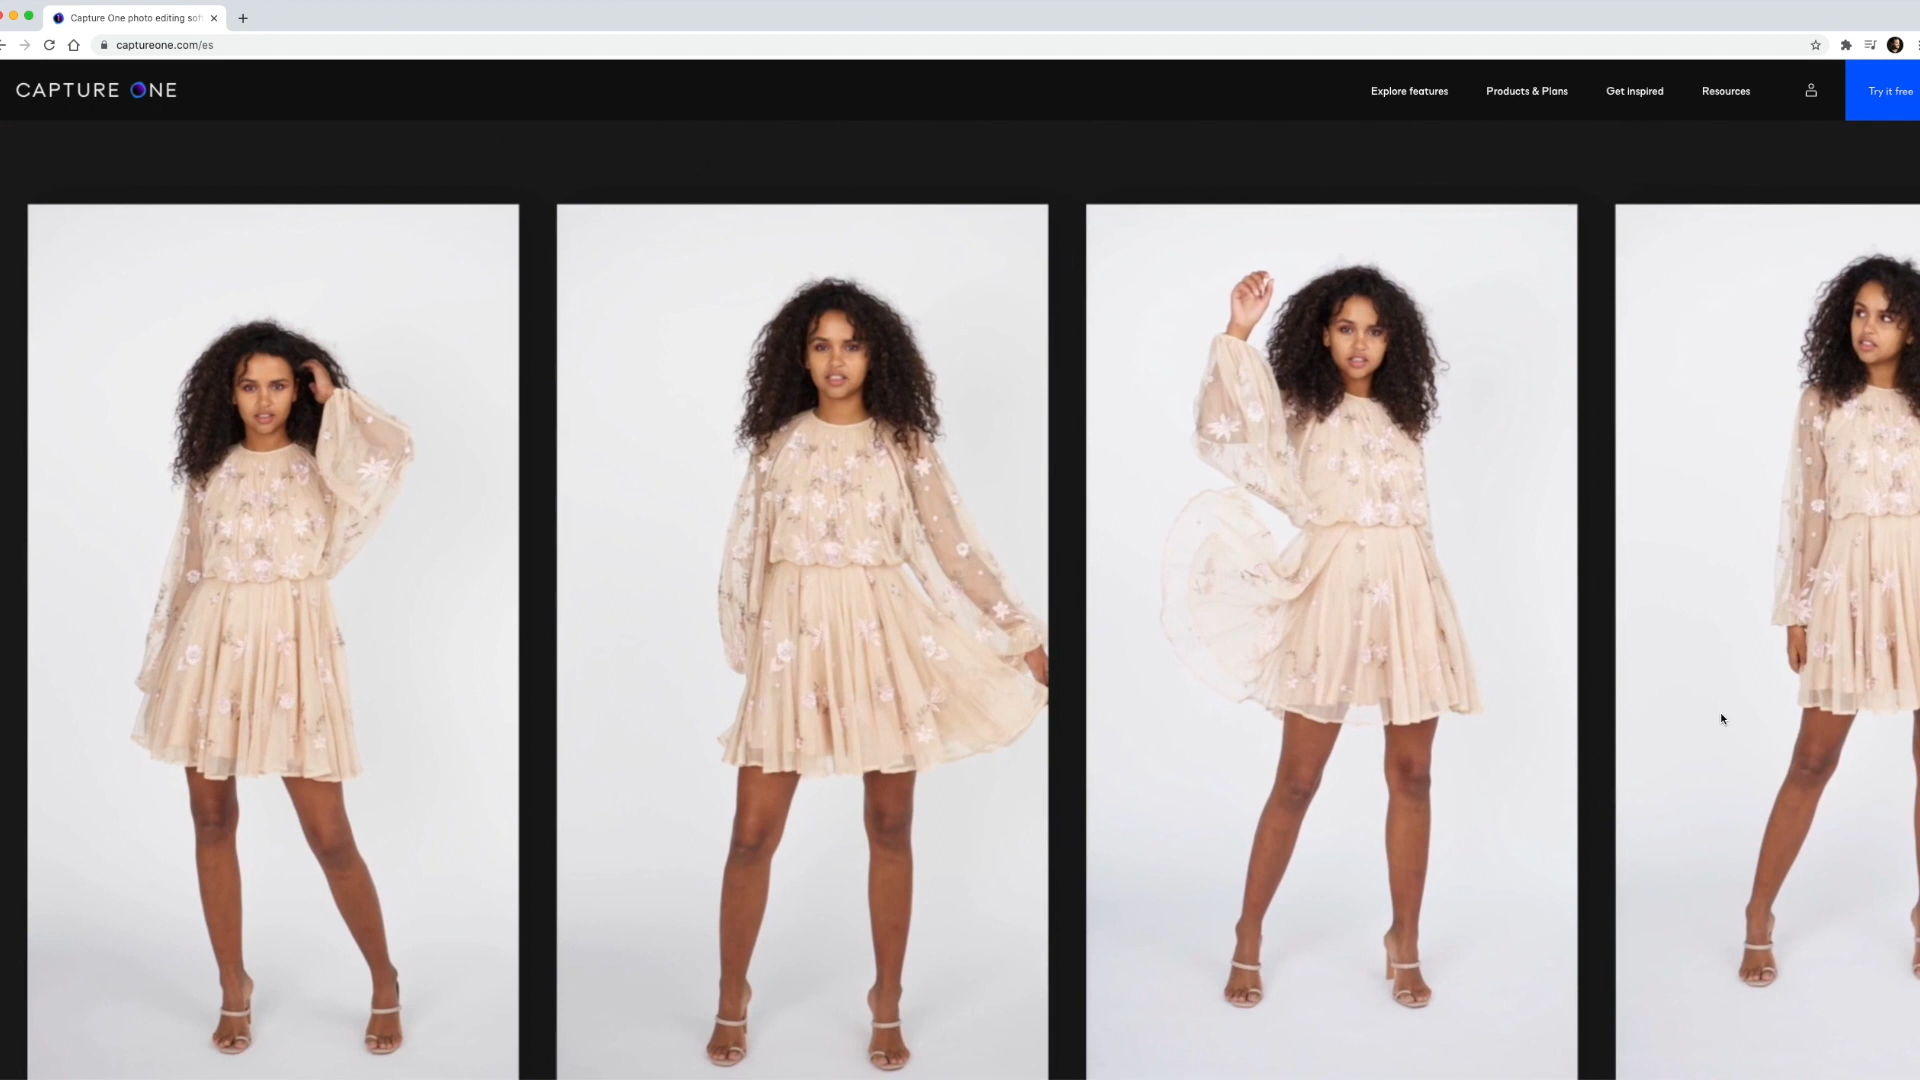 Capture One photo editing sof
captureone.com/es
CAPTURE ONE
Explore features
Products & Plans
Get inspired
Resources
Try it free